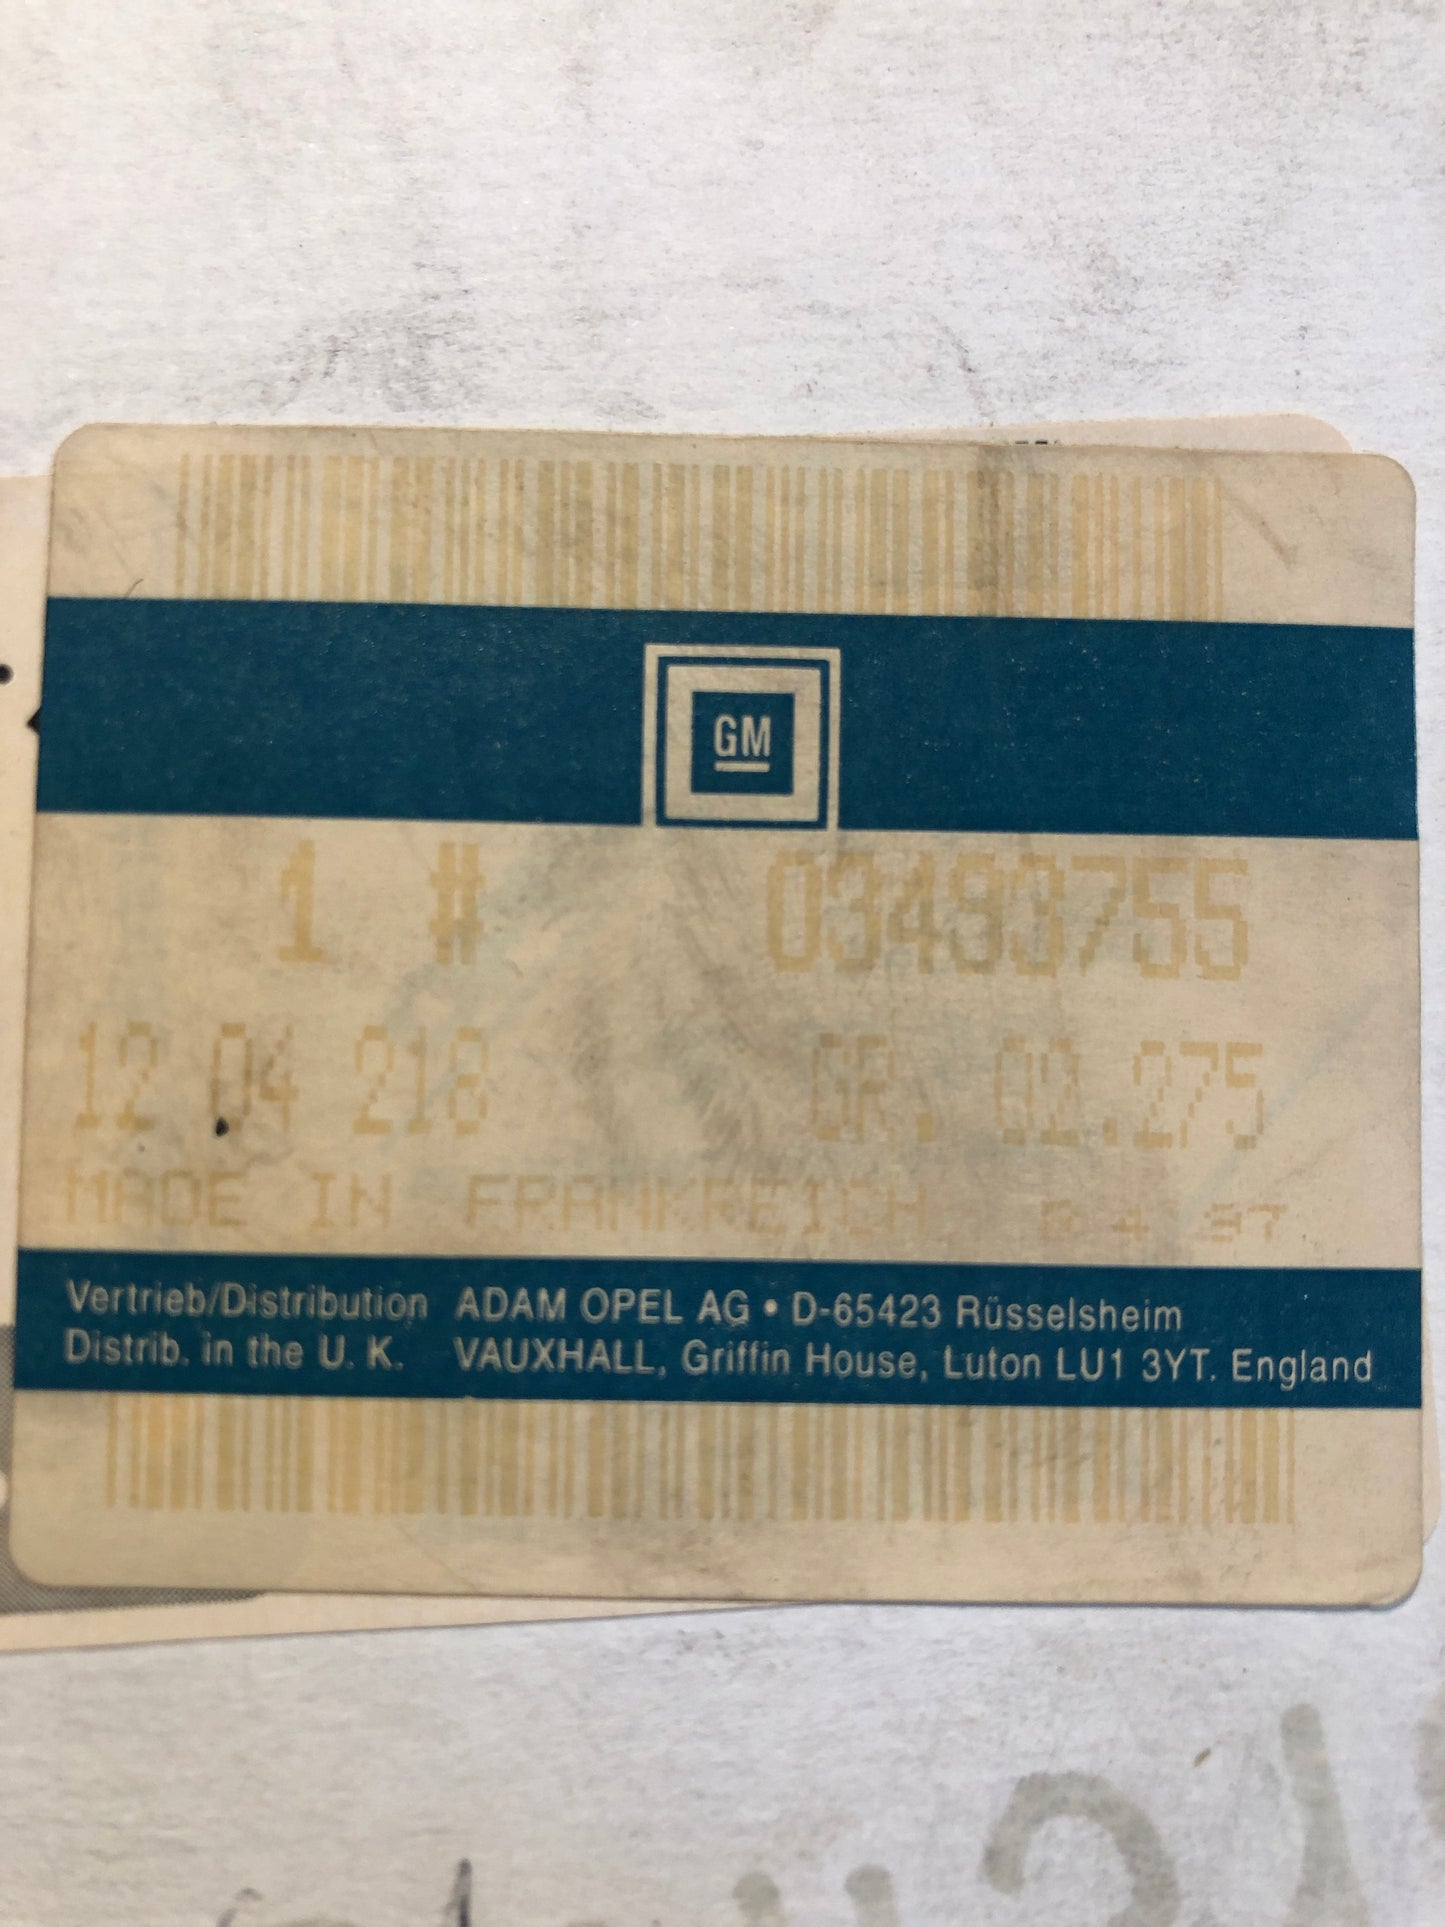 GM
1 # 03493755
12 04 218 GR. 02.275
MADE IN FRANKREICH
Vertrieb/Distribution ADAM OPEL AG • D-65423 Rüsselsheim
Distrib. in the U. K. VAUXHALL, Griffin House, Luton LU1 3YT. England